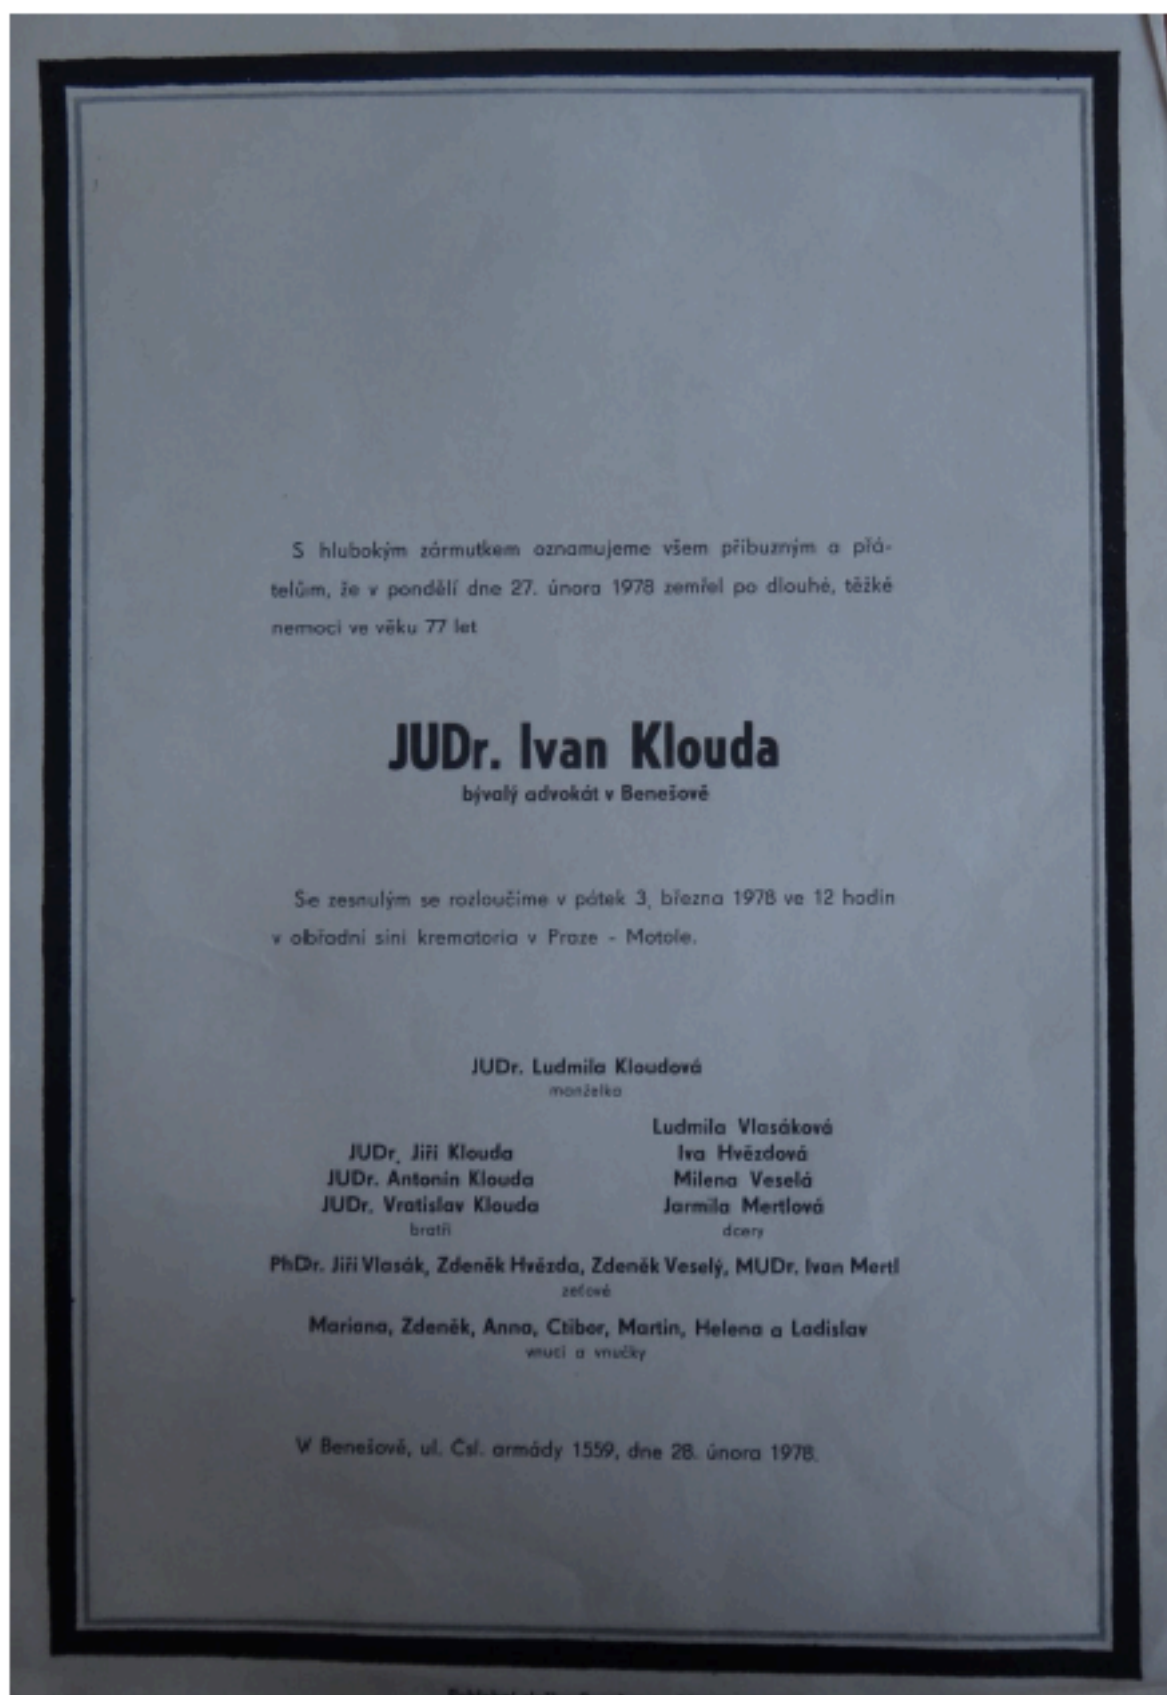 S hlubokým zármutkem oznamujeme všem příbuzným a přá-
telům, že v pondělí dne 27. února 1978 zemřel po dlouhé, těžké
nemoci ve věku 77 let
JUDr. Ivan Klouda
bývalý advokát v Benešově
Se zesnulým se rozloučíme v pátek 3. března 1978 ve 12 hodin
v obřadní síni krematoria v Praze - Motole.
JUDr. Ludmila Kloudová
manželka
JUDr. Jiří Klouda
JUDr. Antonín Klouda
JUDr. Vratislav Klouda
bratři
Ludmila Vlasáková
Iva Hvězdová
Milena Veselá
Jarmila Mertlová
dcery
PhDr. Jiří Vlasák, Zdeněk Hvězda, Zdeněk Veselý, MUDr. Ivan Mertl
zeťové
Mariana, Zdeněk, Anna, Ctibor, Martin, Helena a Ladislav
vnuci a vnučky
V Benešově, ul. Čsl. armády 1559, dne 28. února 1978.